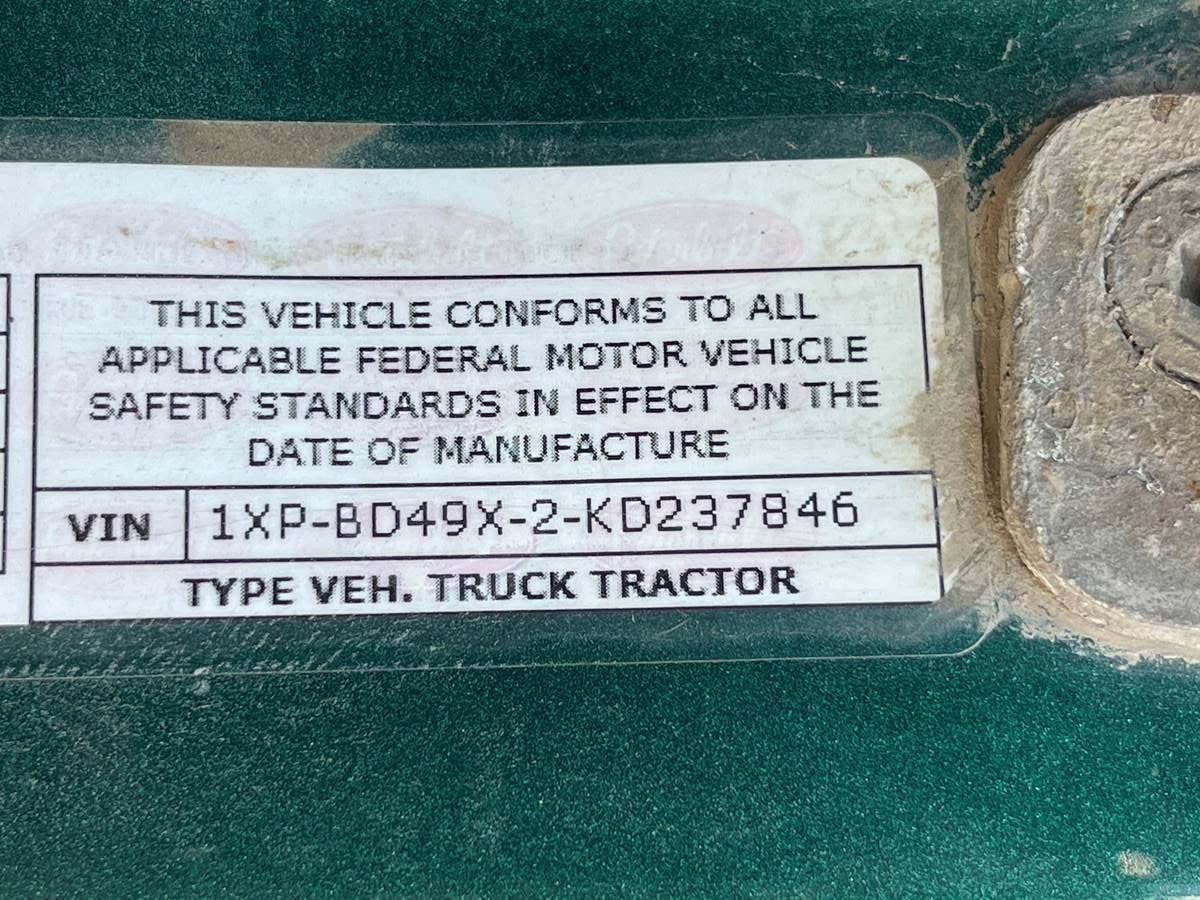 THIS VEHICLE CONFORMS TO ALL
APPLICABLE FEDERAL MOTOR VEHICLE
SAFETY STANDARDS IN EFFECT ON THE
DATE OF MANUFACTURE
VIN 1XP-BD49X-2-KD237846
TYPE VEH. TRUCK TRACTOR